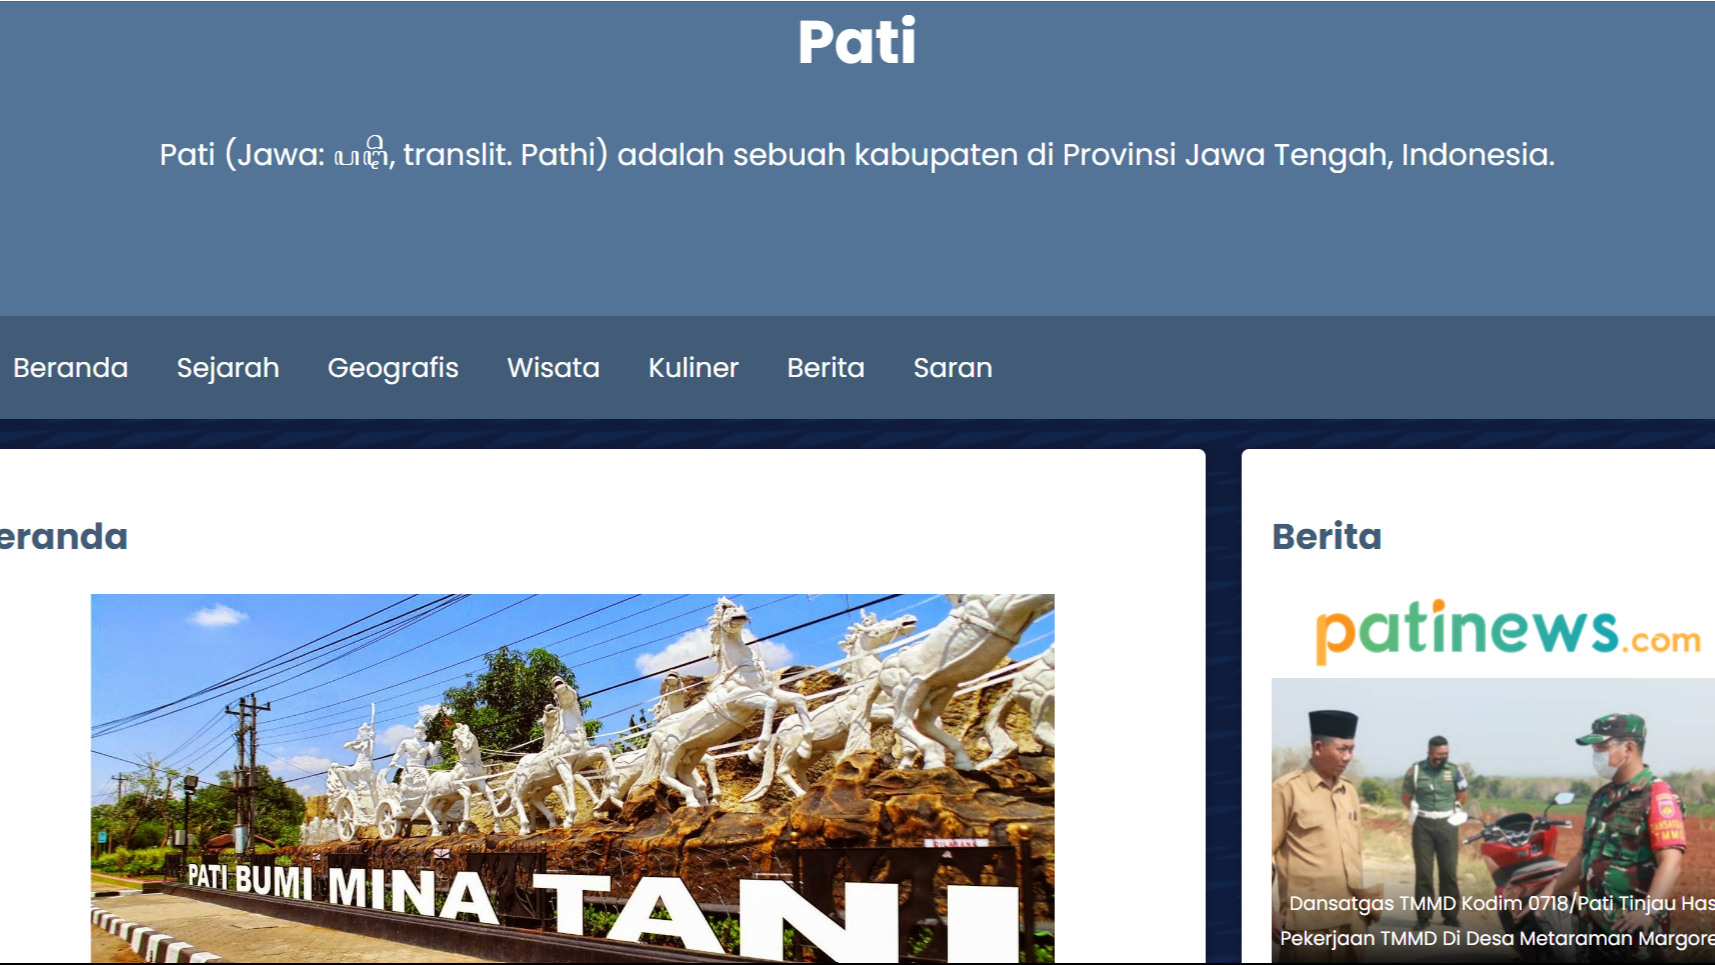 Pati
Pati (Jawa: ꦥꦛꦶ, translit. Pathi) adalah sebuah kabupaten di Provinsi Jawa Tengah, Indonesia.
Beranda Sejarah Geografis Wisata Kuliner Berita Saran
eranda
Berita
patinews.com
PATI BUMI MINA TANI
Dansatgas TMMD Kodim 0718/Pati Tinjau Has
Pekerjaan TMMD Di Desa Metaraman Margore